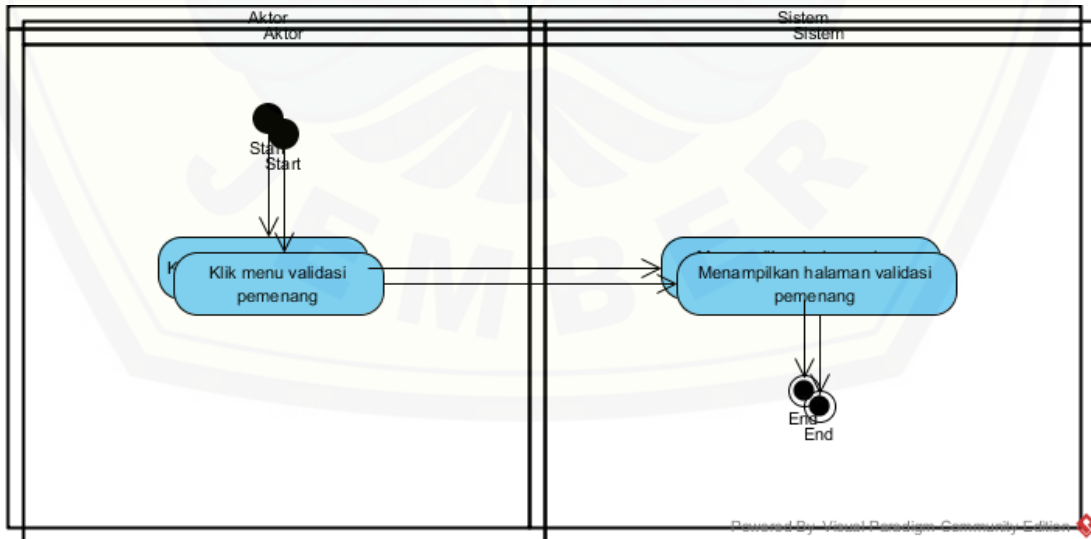 Aktor
Sistem
Aktor
Sistem
Start
Start
Klik menu validasi
pemenang
Menampilkan halaman validasi
pemenang
End
End
JEMBER
Powered By Visual Paradigm Community Edition